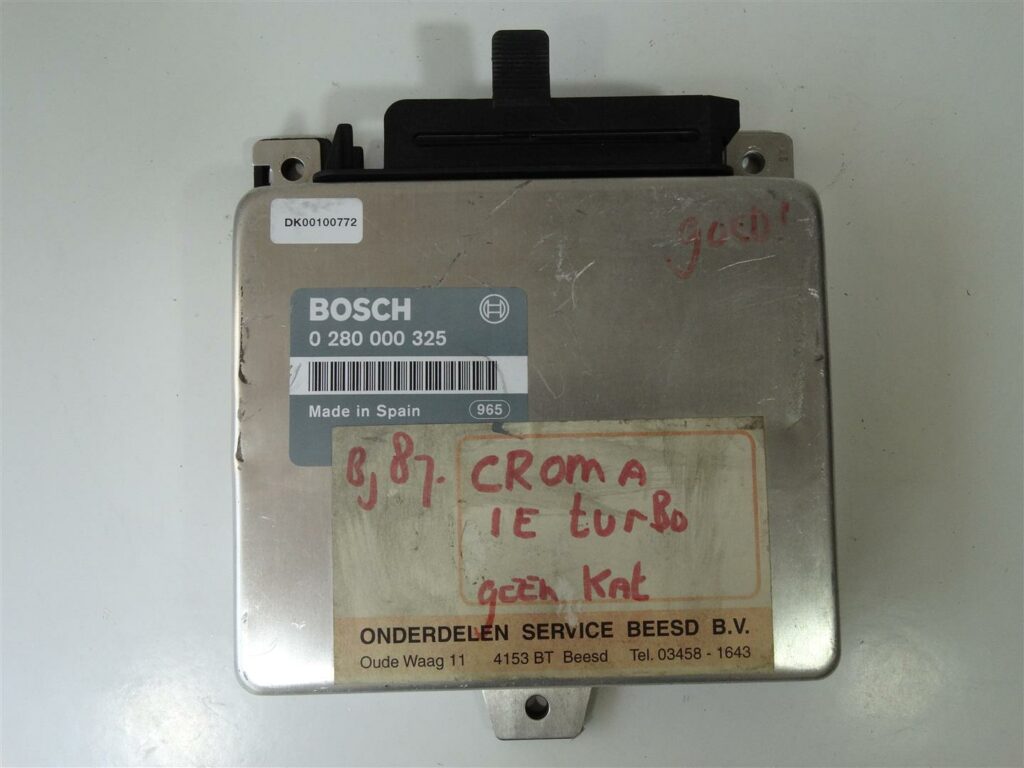 DK00100772
goed!
BOSCH
0 280 000 325
Made in Spain 965
Bj 87. CROMA
IE turBo
geen KAt
ONDERDELEN SERVICE BEESD B.V.
Oude Waag 11 4153 BT Beesd Tel. 03458 - 1643